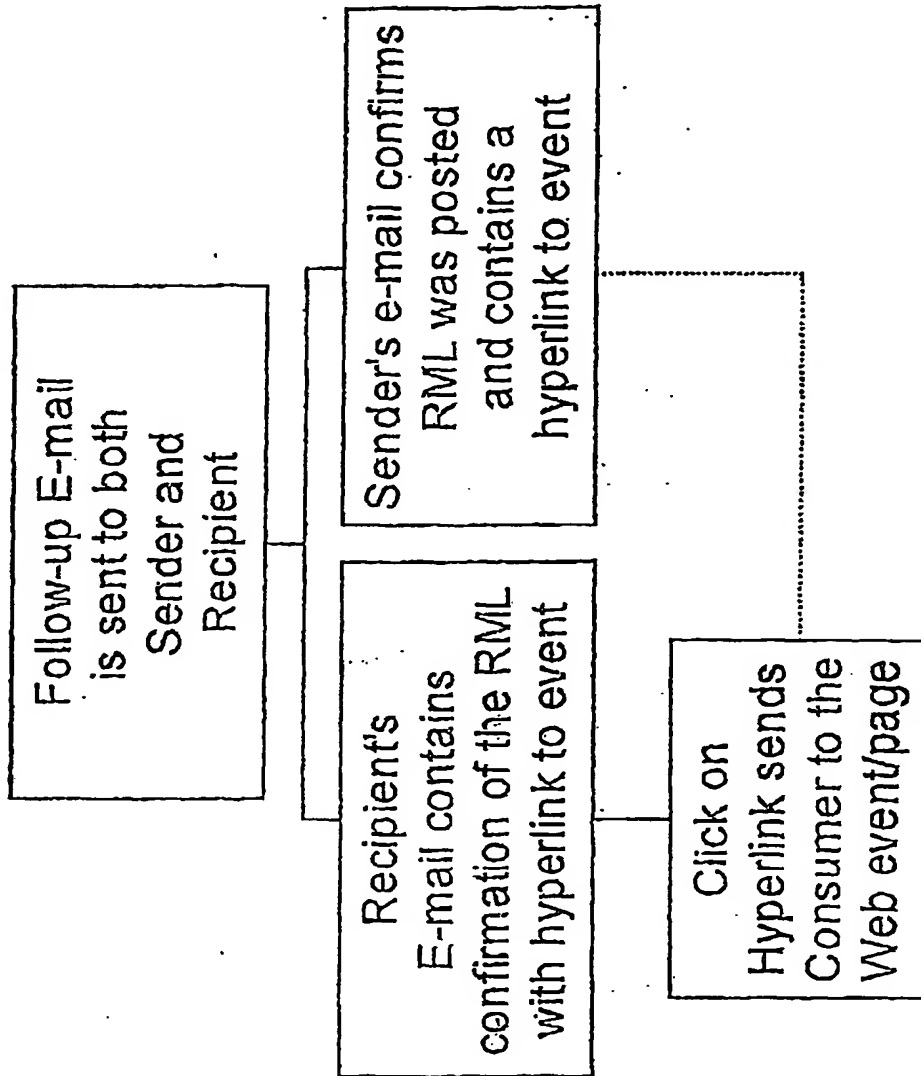 Follow-up E-mail
is sent to both
Sender and
Recipient
Recipient's
E-mail contains
confirmation of the RML
with hyperlink to event
Sender's e-mail confirms
RML was posted
and contains a
hyperlink to event
Click on
Hyperlink sends
Consumer to the
Web event/page